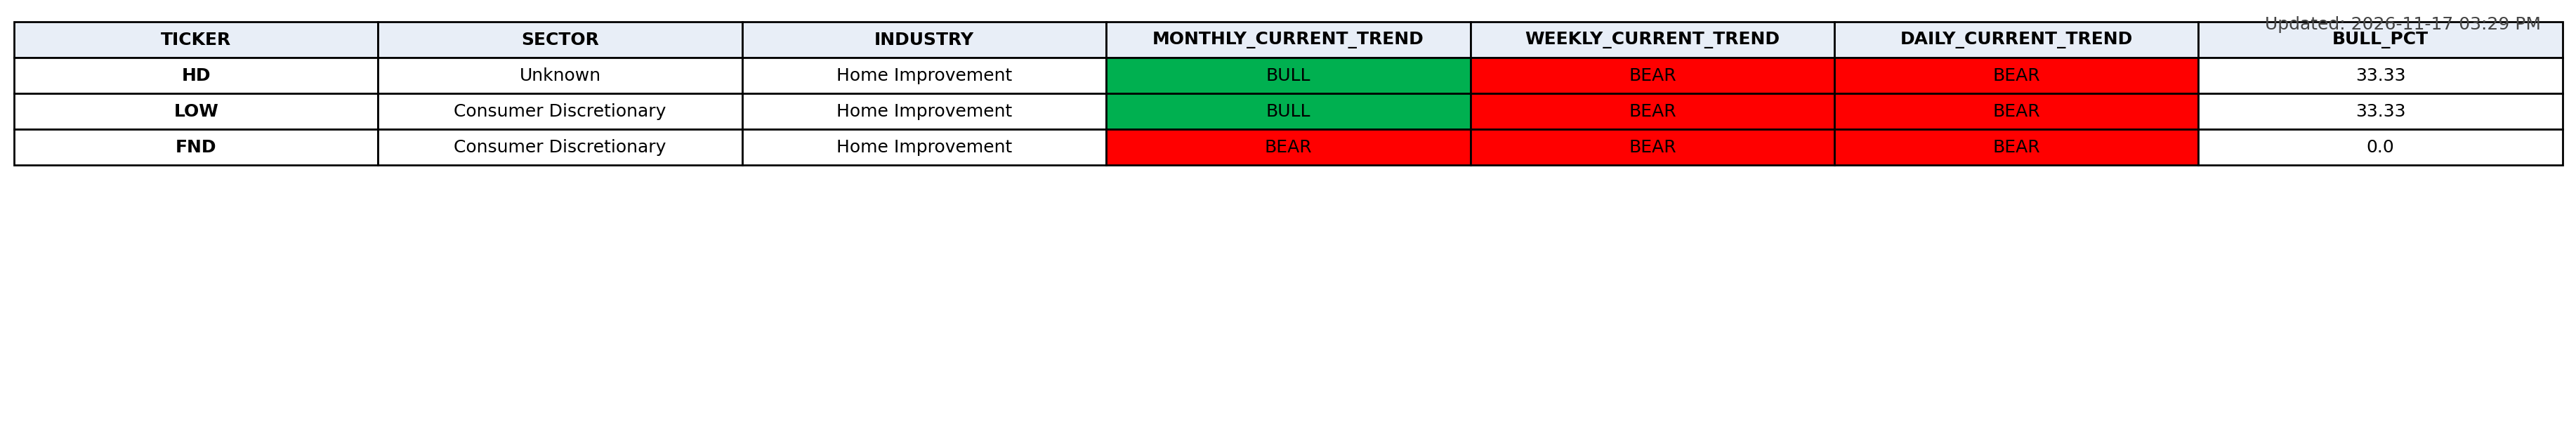 Updated: 2026-11-17 03:29 PM
TICKER SECTOR INDUSTRY MONTHLY_CURRENT_TREND WEEKLY_CURRENT_TREND DAILY_CURRENT_TREND BULL_PCT
HD Unknown Home Improvement BULL BEAR BEAR 33.33
LOW Consumer Discretionary Home Improvement BULL BEAR BEAR 33.33
FND Consumer Discretionary Home Improvement BEAR BEAR BEAR 0.0